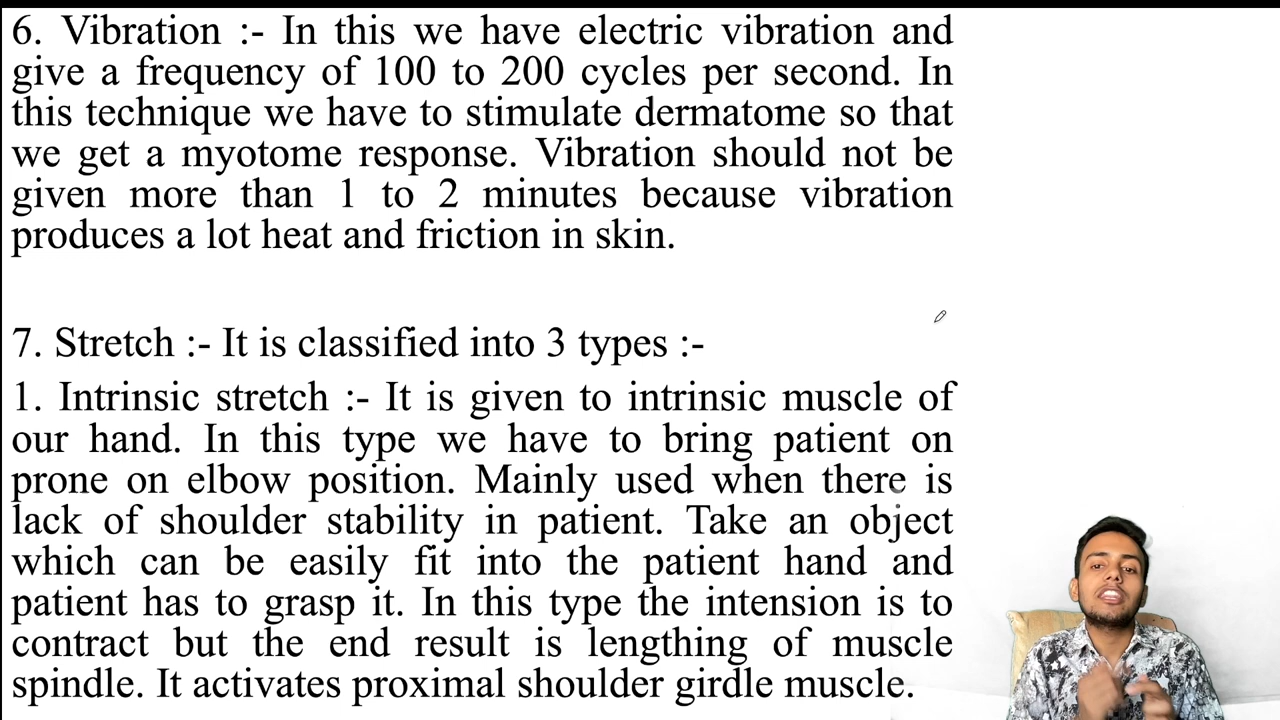 6. Vibration :- In this we have electric vibration and
give a frequency of 100 to 200 cycles per second. In
this technique we have to stimulate dermatome so that
we get a myotome response. Vibration should not be
given more than 1 to 2 minutes because vibration
produces a lot heat and friction in skin.
7. Stretch :- It is classified into 3 types :-
1. Intrinsic stretch :- It is given to intrinsic muscle of
our hand. In this type we have to bring patient on
prone on elbow position. Mainly used when there is
lack of shoulder stability in patient. Take an object
which can be easily fit into the patient hand and
patient has to grasp it. In this type the intension is to
contract but the end result is lengthing of muscle
spindle. It activates proximal shoulder girdle muscle.